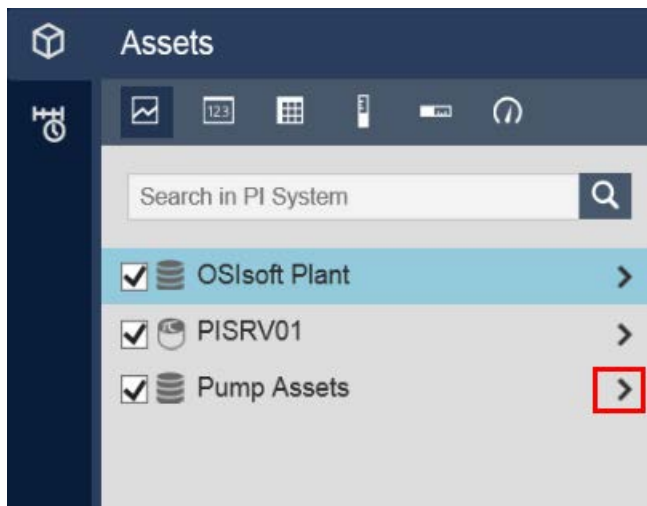 Assets
123
Search in PI System
OSIsoft Plant
PISRV01
Pump Assets